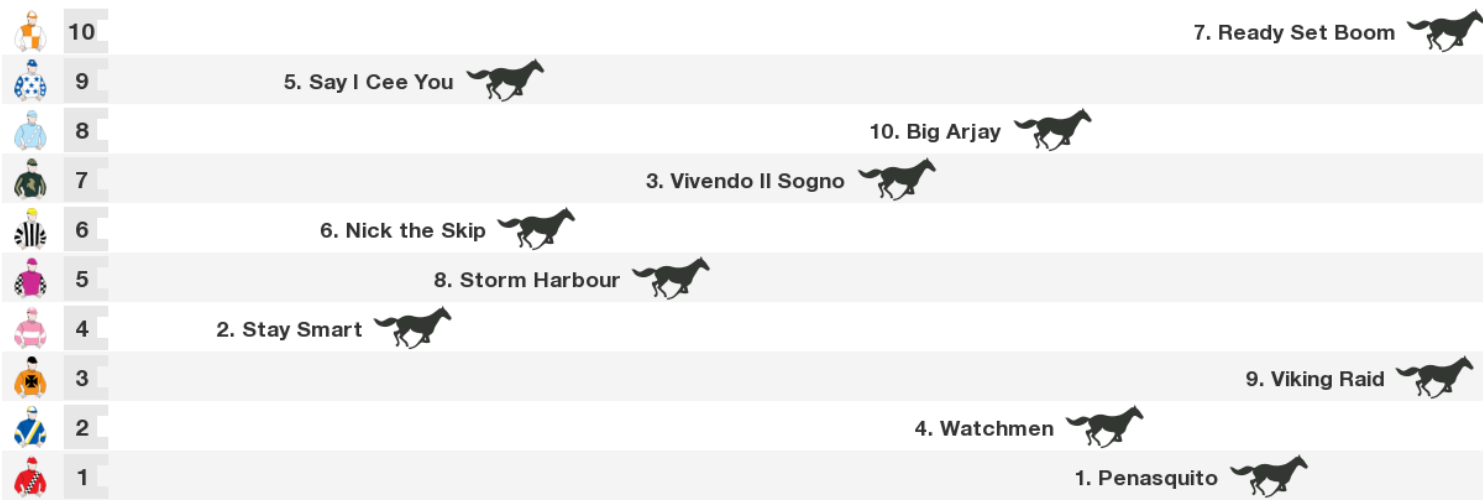 10 7. Ready Set Boom
9 5. Say I Cee You
8 10. Big Arjay
7 3. Vivendo Il Sogno
6 6. Nick the Skip
5 8. Storm Harbour
4 2. Stay Smart
3 9. Viking Raid
2 4. Watchmen
1 1. Penasquito